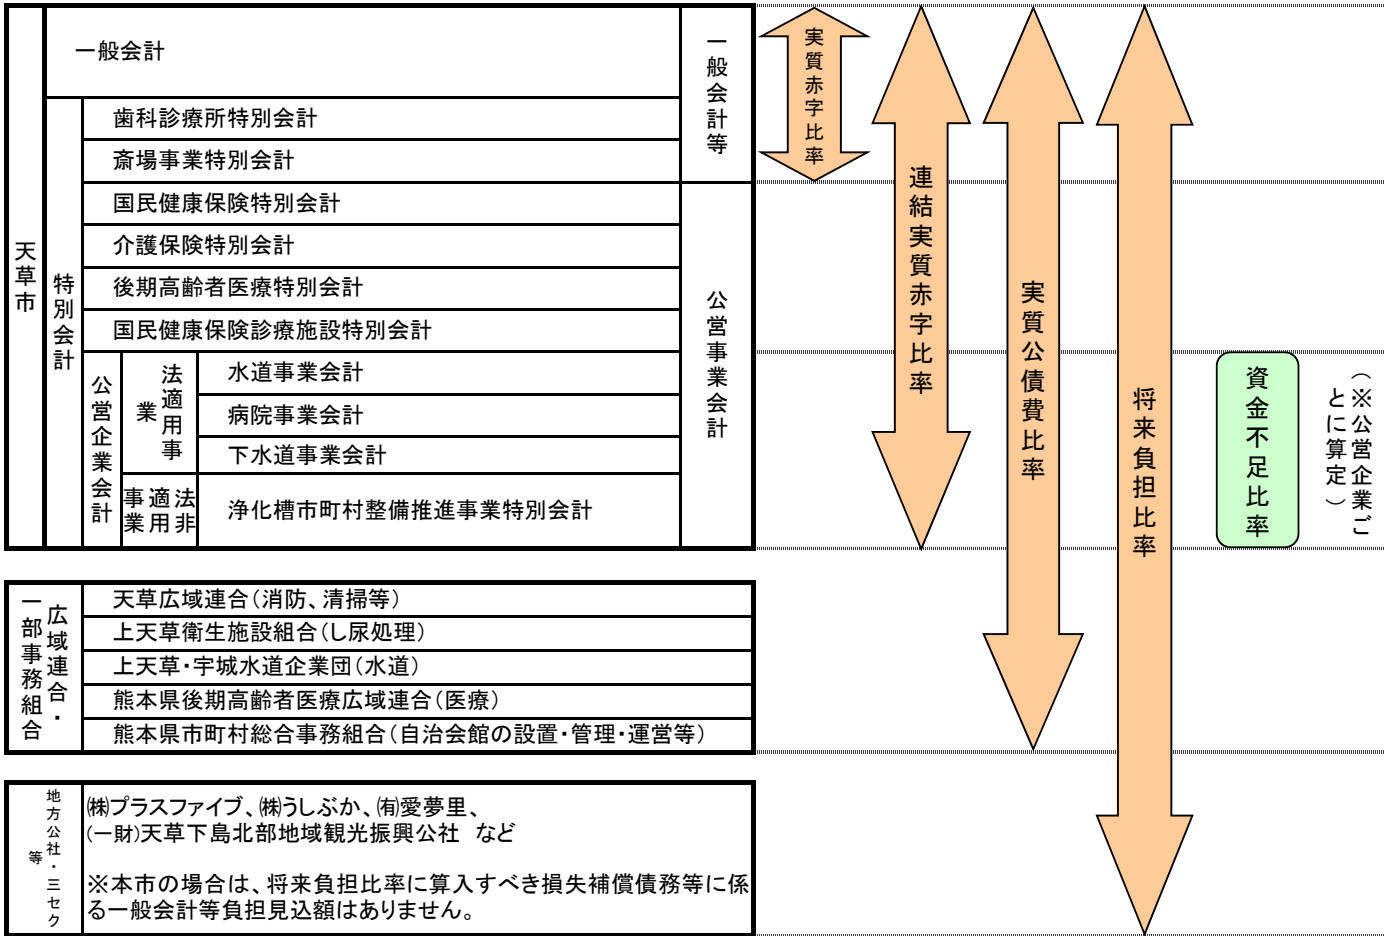 天草市
一般会計
特別会計
歯科診療所特別会計
斎場事業特別会計
国民健康保険特別会計
介護保険特別会計
後期高齢者医療特別会計
国民健康保険診療施設特別会計
公営企業会計
法適用事
業
水道事業会計
病院事業会計
下水道事業会計
法非
適用
事業
浄化槽市町村整備推進事業特別会計
一般会計等
公営事業会計
実質赤字比率
連結実質赤字比率
実質公債費比率
将来負担比率
資金不足比率
(※公営企業ご
とに算定)
広域連合・
一部事務組合
天草広域連合(消防、清掃等)
上天草衛生施設組合(し尿処理)
上天草・宇城水道企業団(水道)
熊本県後期高齢者医療広域連合(医療)
熊本県市町村総合事務組合(自治会館の設置・管理・運営等)
地方公社・三セク
等
㈱プラスファイブ、㈱うしぶか、㈲愛夢里、
(一財)天草下島北部地域観光振興公社 など
※本市の場合は、将来負担比率に算入すべき損失補償債務等に係
る一般会計等負担見込額はありません。